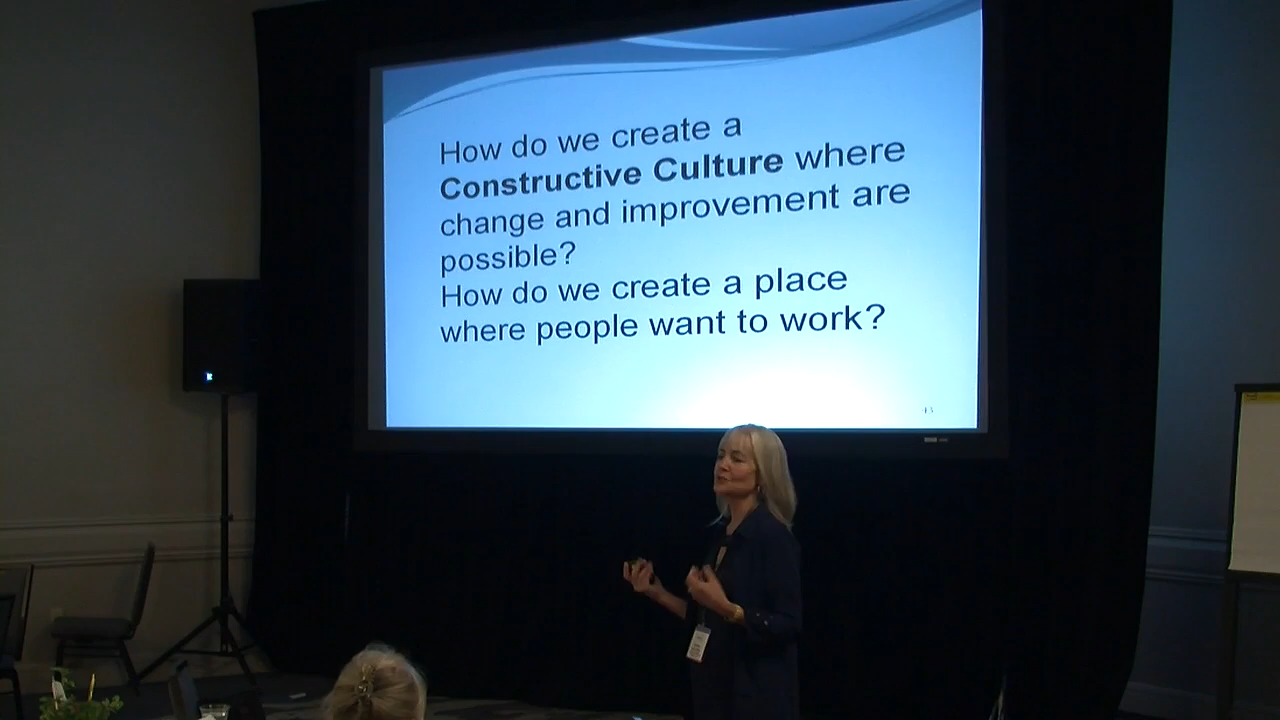 How do we create a
Constructive Culture where
change and improvement are
possible?
How do we create a place
where people want to work?